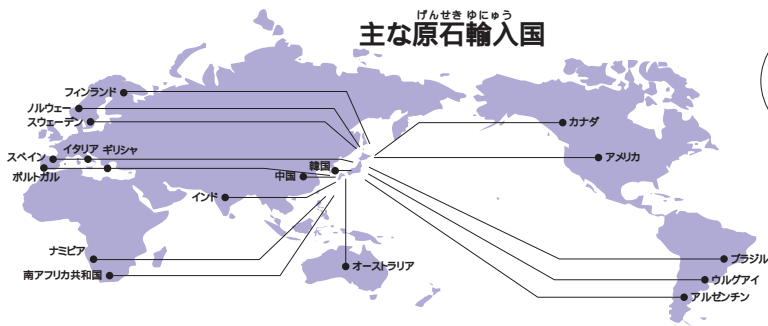 げんせき ゆにゅう
主な原石輸入国
フィンランド
ノルウェー
スウェーデン
カナダ
スペイン
イタリア
ギリシャ
ポルトガル
韓国
中国
アメリカ
インド
ナミビア
南アフリカ共和国
オーストラリア
ブラジル
ウルグアイ
アルゼンチン